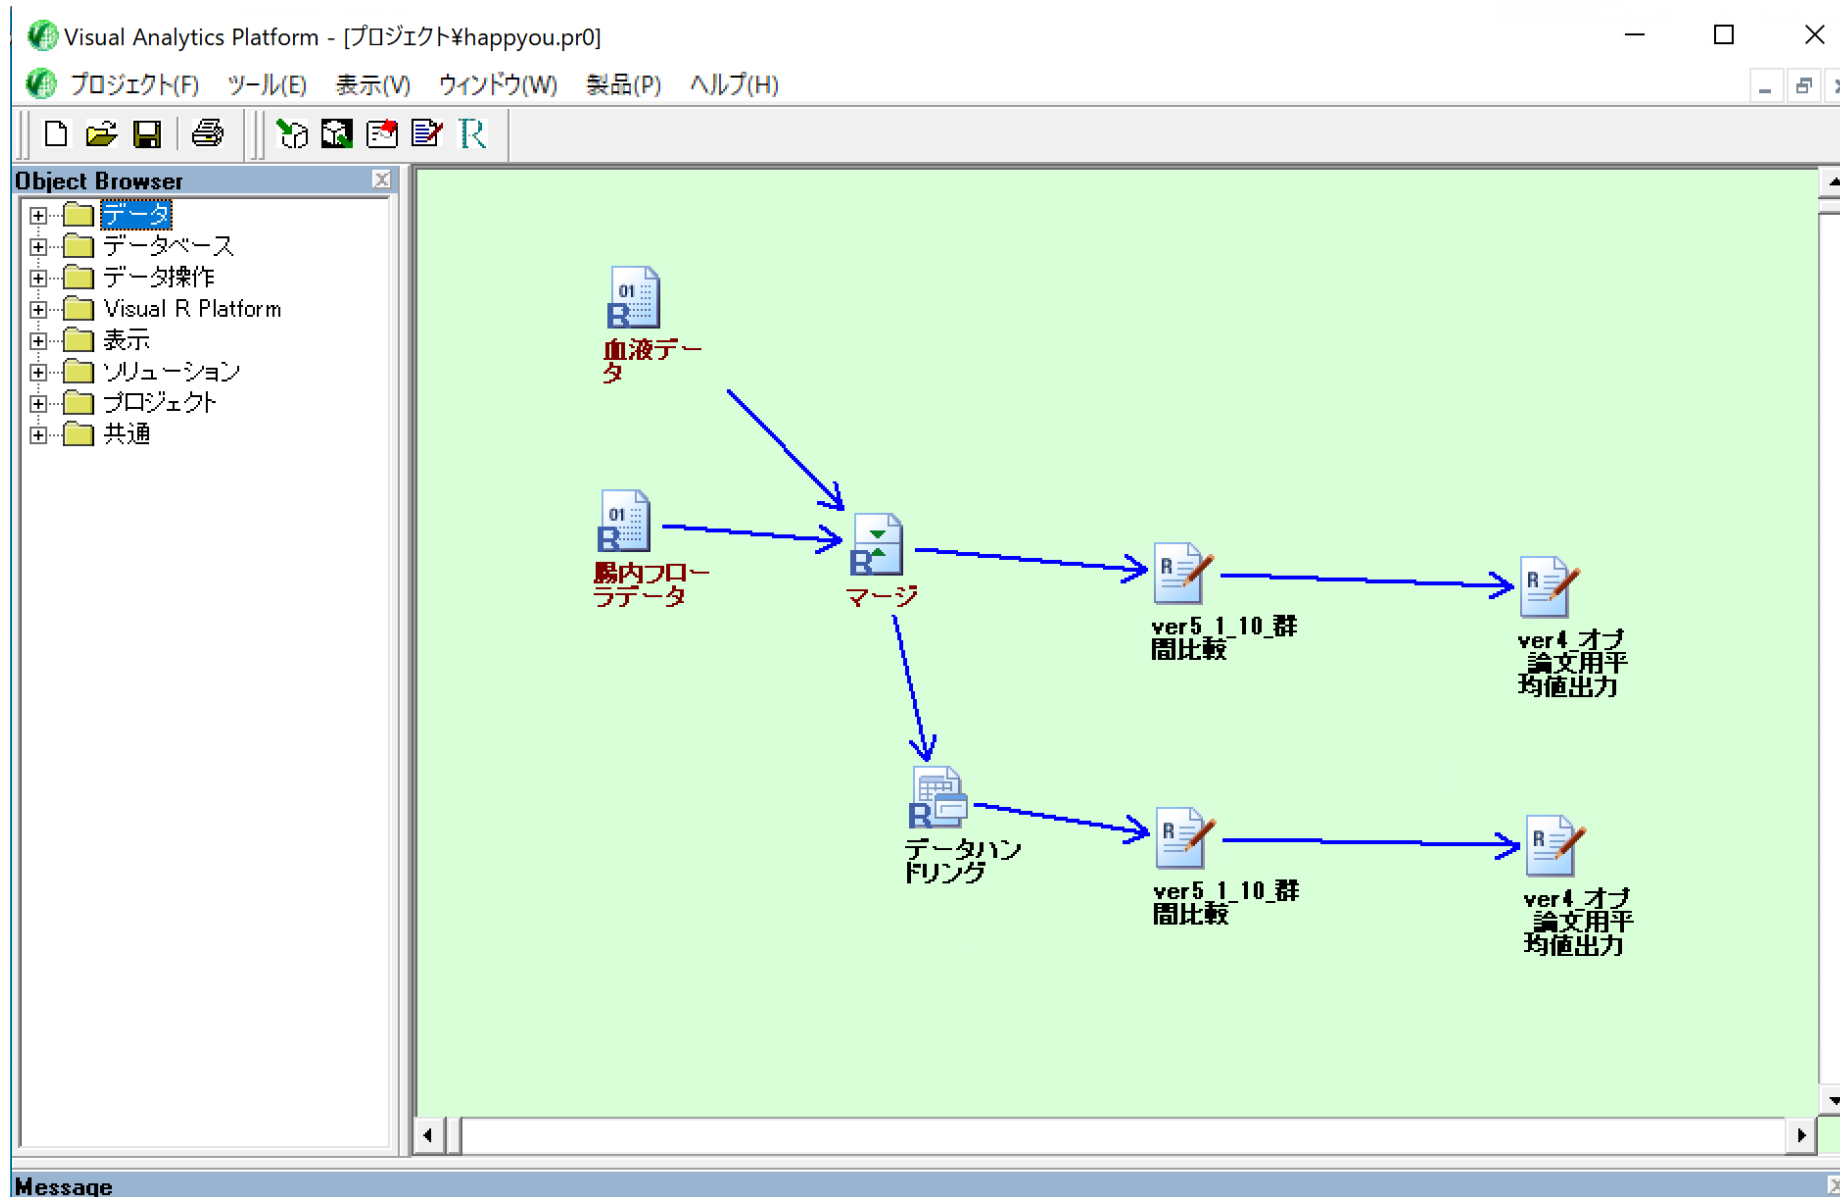 Visual Analytics Platform - [プロジェクト¥happyou.pr0]
プロジェクト(F) ツール(E) 表示(V) ウィンドウ(W) 製品(P) ヘルプ(H)
Object Browser
データ
データベース
データ操作
Visual R Platform
表示
ソリューション
プロジェクト
共通
血液デー
タ
腸内フロー
ラデータ
マージ
ver5_1_10_群
間比較
ver4_オブ
_論文用平
均値出力
データハン
ドリング
ver5_1_10_群
間比較
ver4_オブ
_論文用平
均値出力
Message